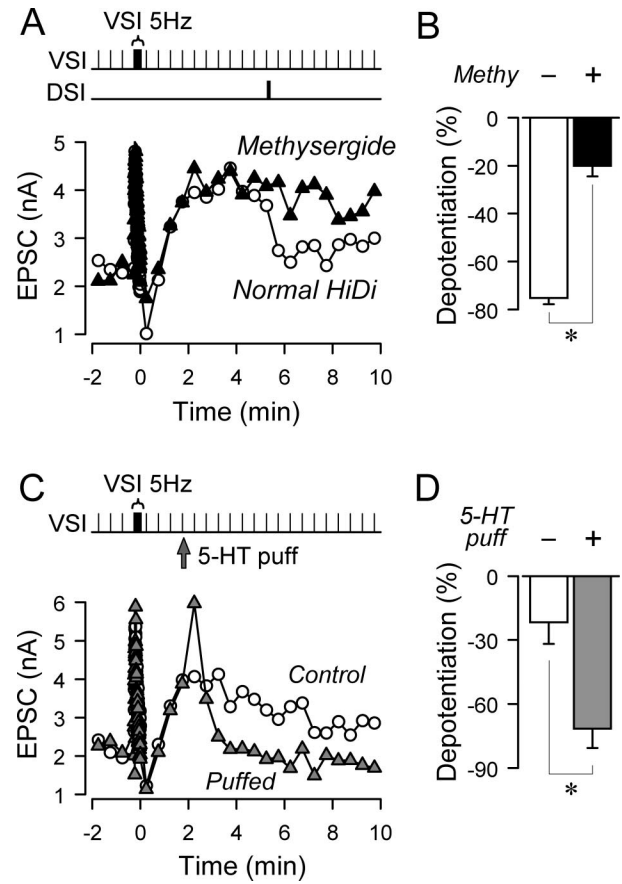 A
VSI 5Hz
VSI
DSI
5
4
3
2
1
EPSC (nA)
Methysergide
Normal HiDi
-2 0 2 4 6 8 10
Time (min)
B
Methy – +
0
-20
-40
-60
-80
Depotentiation (%)
*
C
VSI 5Hz
VSI
5-HT puff
6
5
4
3
2
1
EPSC (nA)
Control
Puffed
-2 0 2 4 6 8 10
Time (min)
D
5-HT
puff – +
0
-30
-60
-90
Depotentiation (%)
*